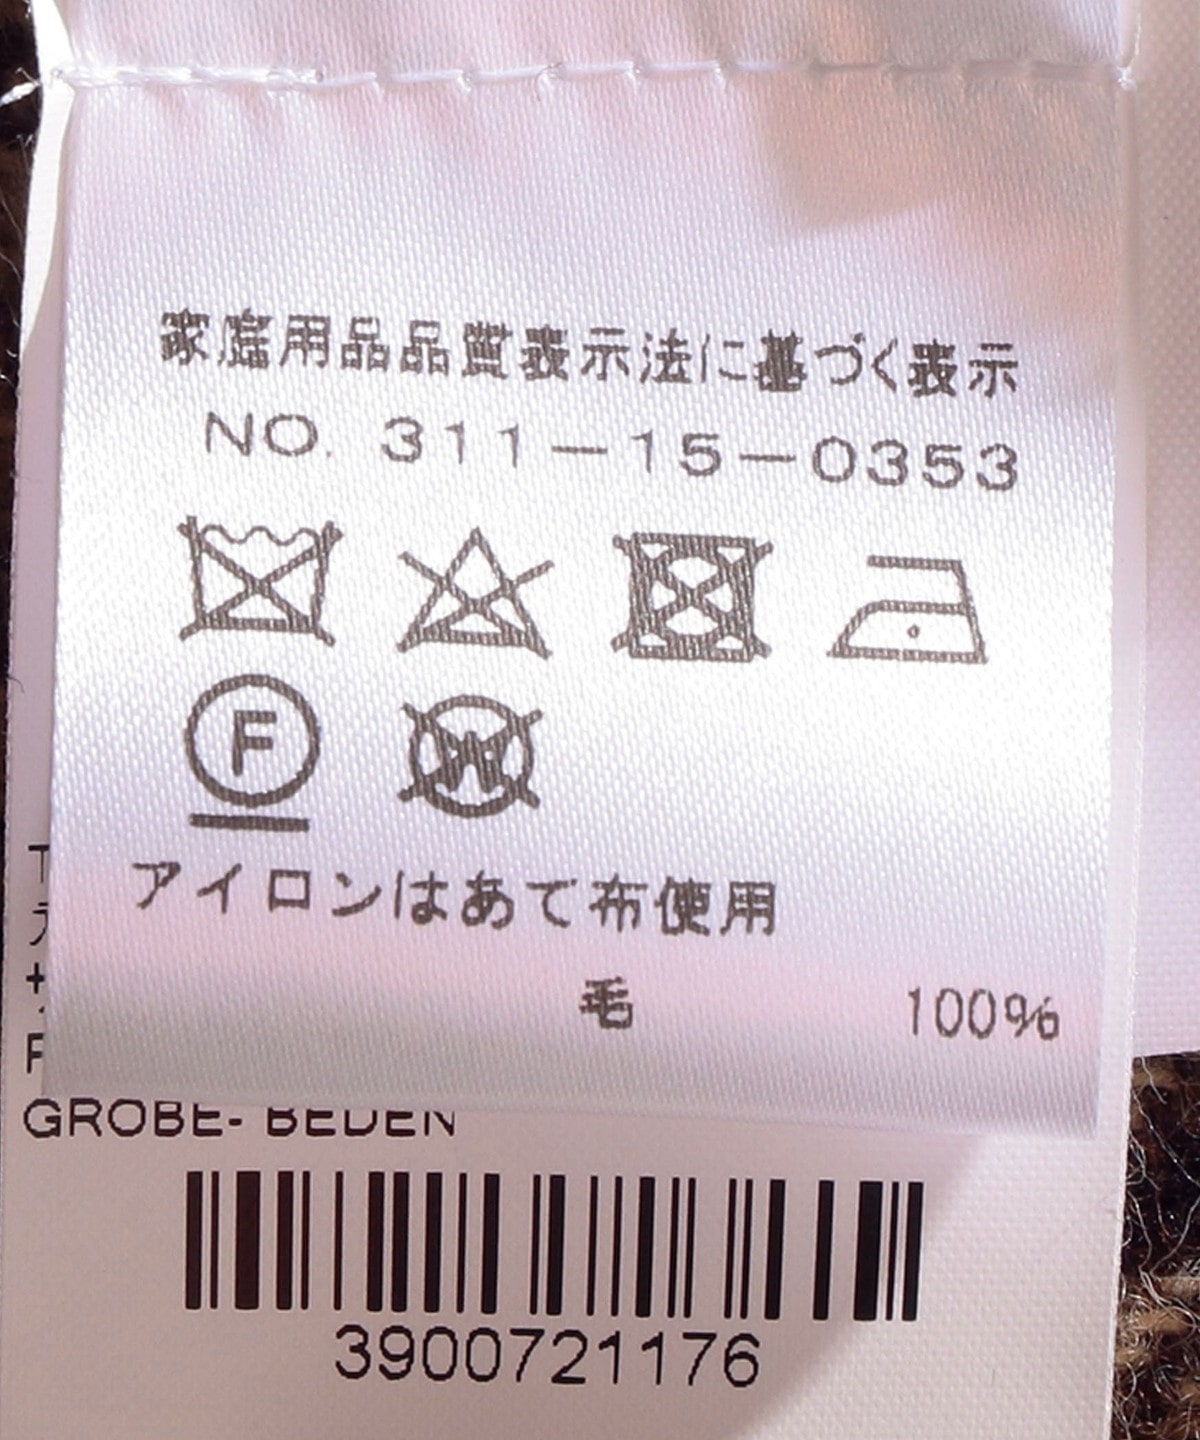 家庭用品品質表示法に基づく表示
NO. 311-15-0353
F
W
アイロンはあて布使用
毛 100%
GROBE- BEDEN
3900721176